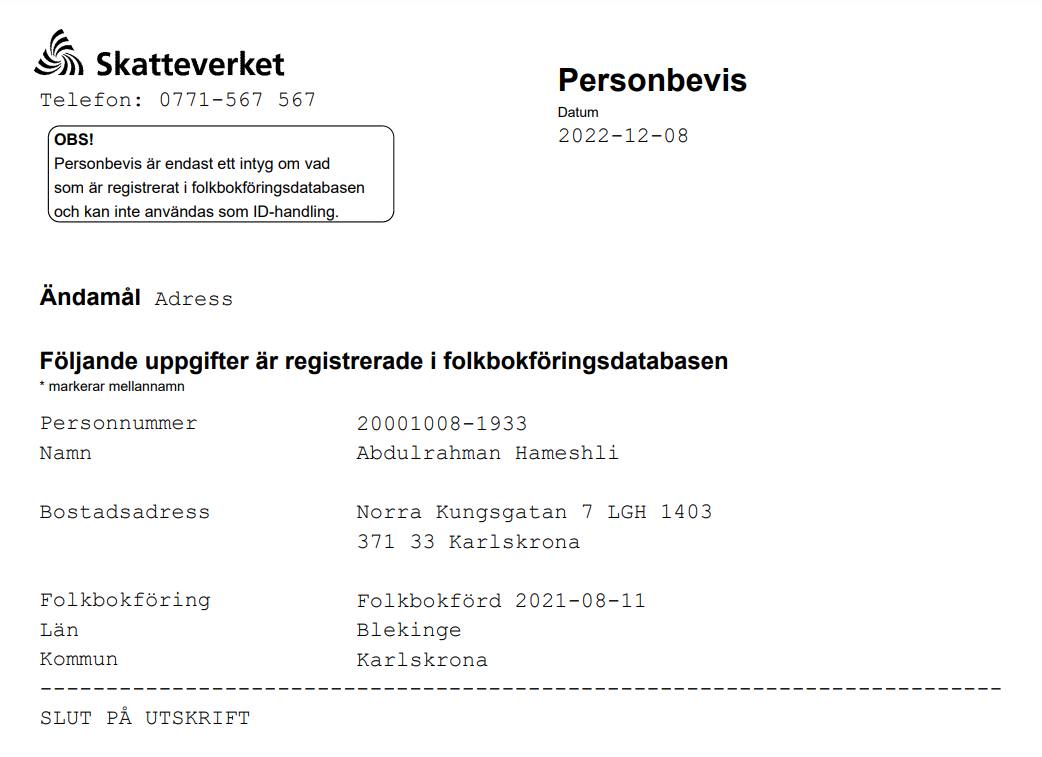 Skatteverket
Telefon: 0771-567 567
Personbevis
Datum
2022-12-08
OBS!
Personbevis är endast ett intyg om vad
som är registrerat i folkbokföringsdatabasen
och kan inte användas som ID-handling.
Ändamål Adress
Följande uppgifter är registrerade i folkbokföringsdatabasen
* markerar mellannamn
Personnummer 20001008-1933
Namn Abdulrahman Hameshli
Bostadsadress Norra Kungsgatan 7 LGH 1403
371 33 Karlskrona
Folkbokföring Folkbokförd 2021-08-11
Län Blekinge
Kommun Karlskrona
--------------------------------------------------------------------------
SLUT PÅ UTSKRIFT